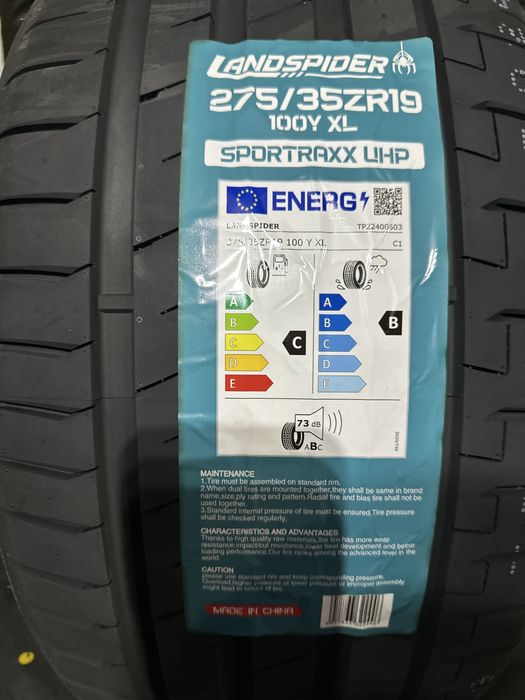 LANDSPIDER
275/35ZR19
100Y XL
SPORTRAXX UHP
ENERG
LANDSPIDER TP22400603
275/35ZR19 100 Y XL C1
A A
B B B
C C C
D D
E E
73 dB
ABC
2020/740
MAINTENANCE
1.Tire must be assembled on standard rim.
2.When dual tires are mounted together,they shall be same in brand
name,size,ply rating and pattern.Radial tire and bias tire shall not be
used together.
3.Standard internal pressure of tire must be ensured.Tire pressure
shall be checked regularly.
CHARACTERISTICS AND ADVANTAGES
Thanks to high quality raw materials,the tire has more wear
resistance,impact/cut resistance,lower heat development and better
loading performance.Our tire ranks among the advanced level in the
world.
CAUTION
please use standard rim and keep corresponding pressure.
Overload,higher pressure or lower pressure or improper assembly
might lead to failure of tire.
MADE IN CHINA